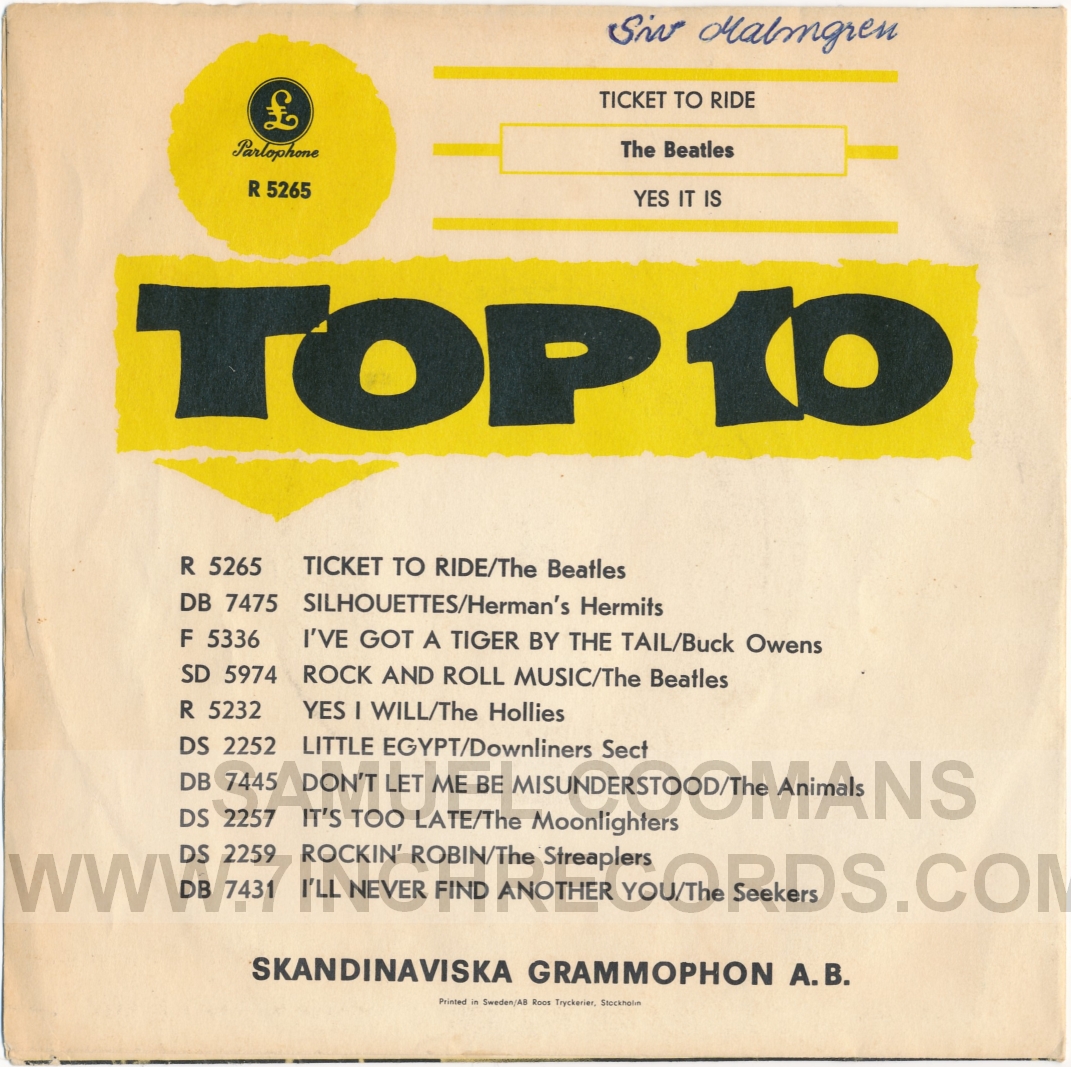 Siv Malmgren
£
Parlophone
R 5265
TICKET TO RIDE
The Beatles
YES IT IS
TOP 10
R 5265 TICKET TO RIDE/The Beatles
DB 7475 SILHOUETTES/Herman's Hermits
F 5336 I'VE GOT A TIGER BY THE TAIL/Buck Owens
SD 5974 ROCK AND ROLL MUSIC/The Beatles
R 5232 YES I WILL/The Hollies
DS 2252 LITTLE EGYPT/Downliners Sect
DB 7445 DON'T LET ME BE MISUNDERSTOOD/The Animals
DS 2257 IT'S TOO LATE/The Moonlighters
DS 2259 ROCKIN' ROBIN/The Streaplers
DB 7431 I'LL NEVER FIND ANOTHER YOU/The Seekers
SAMUEL COOMANS
WWW.7INCHRECORDS.COM
SKANDINAVISKA GRAMMOPHON A.B.
Printed in Sweden/AB Roos Tryckerier, Stockholm